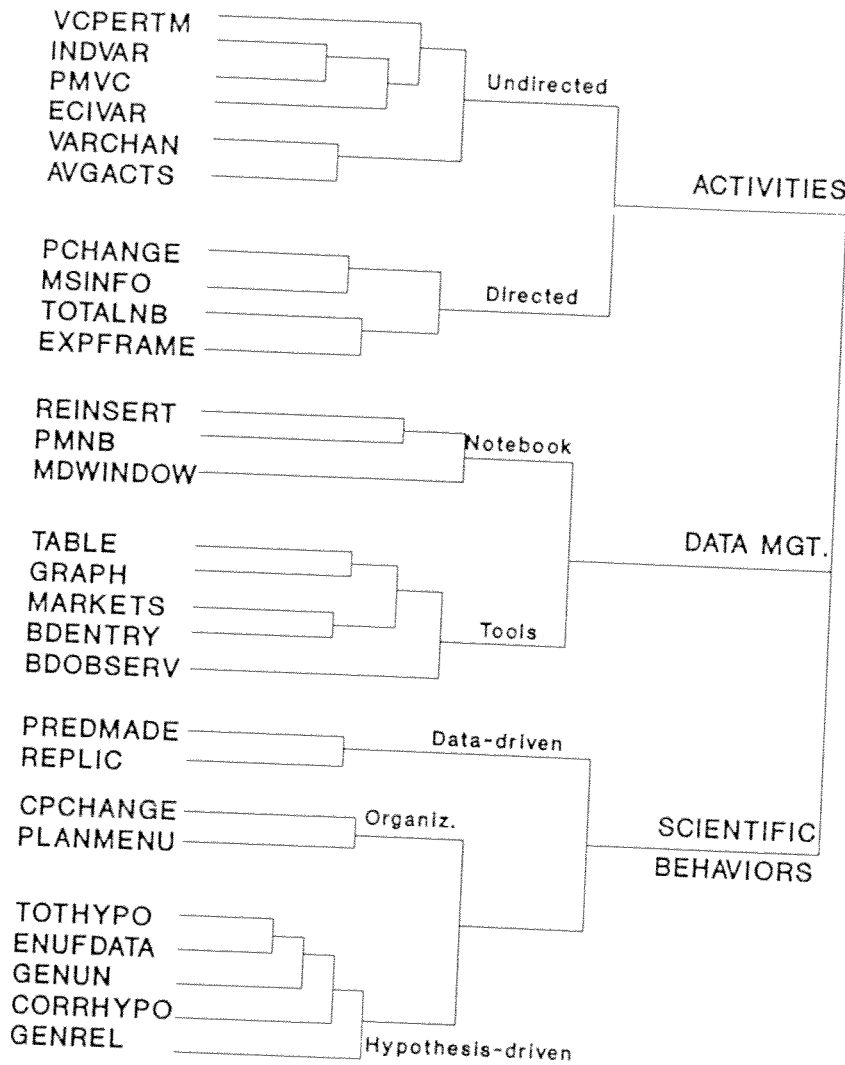 VCPERTM
INDVAR
PMVC
ECIVAR
VARCHAN
AVGACTS
Undirected
ACTIVITIES
PCHANGE
MSINFO
TOTALNB
EXPFRAME
Directed
REINSERT
PMNB
MDWINDOW
Notebook
DATA MGT.
TABLE
GRAPH
MARKETS
BDENTRY
BDOBSERV
Tools
PREDMADE
REPLIC
Data-driven
CPCHANGE
PLANMENU
Organiz.
SCIENTIFIC
BEHAVIORS
TOTHYPO
ENUFDATA
GENUN
CORRHYPO
GENREL
Hypothesis-driven